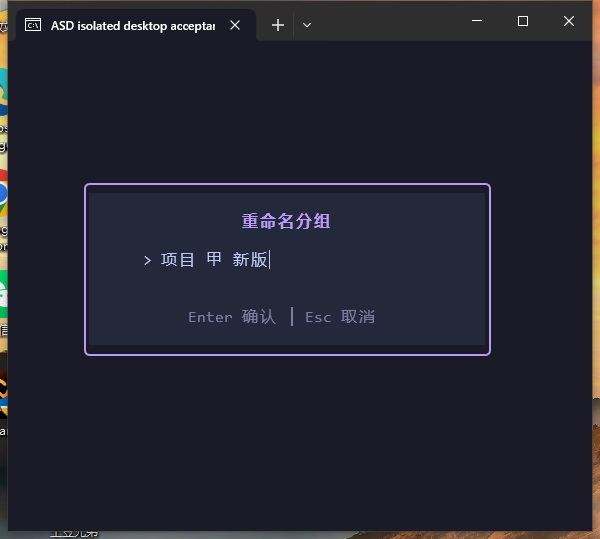 ASD isolated desktop acceptar
重命名分组
> 项目 甲 新版
Enter 确认 | Esc 取消